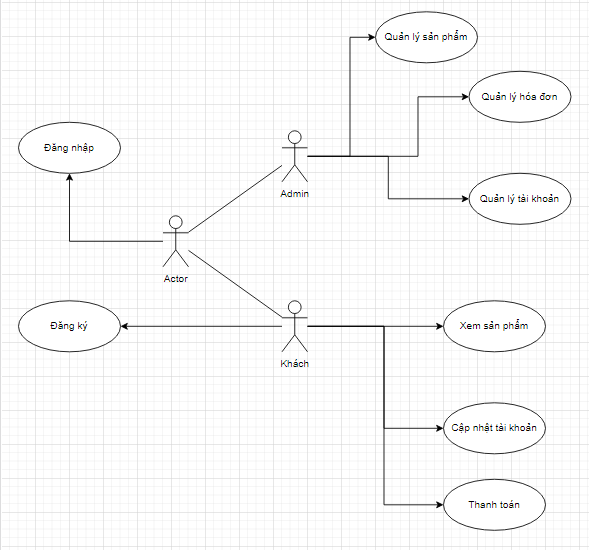 Quản lý sản phẩm
Quản lý hóa đơn
Đăng nhập
Admin
Quản lý tài khoản
Actor
Đăng ký
Xem sản phẩm
Khách
Cập nhật tài khoản
Thanh toán